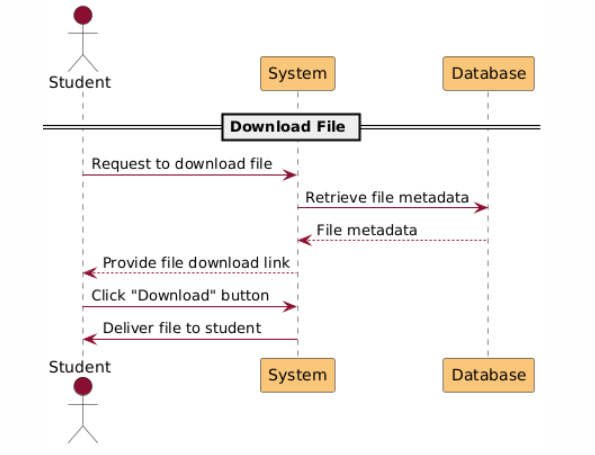 Student
System
Database
Download File
Request to download file
Retrieve file metadata
File metadata
Provide file download link
Click "Download" button
Deliver file to student
Student
System
Database